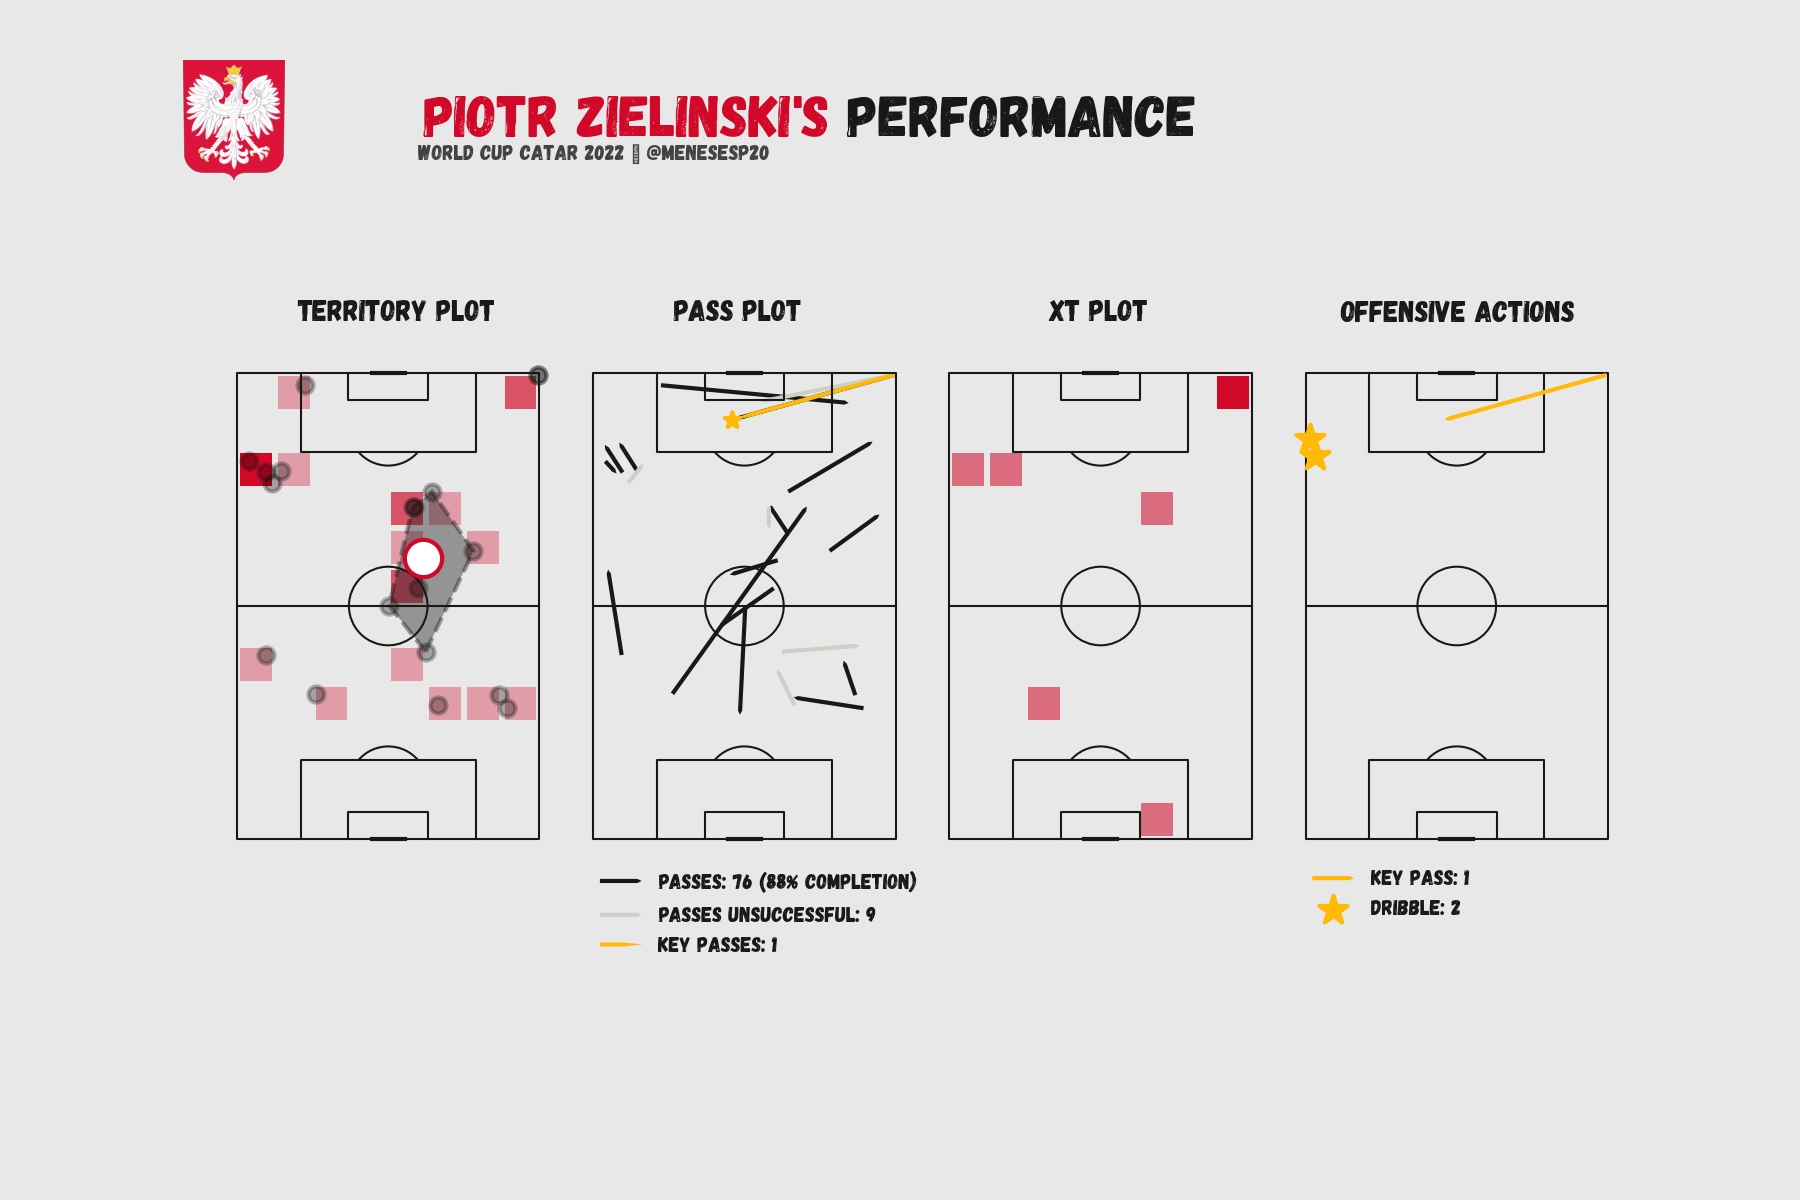 PIOTR ZIELINSKI'S PERFORMANCE
WORLD CUP CATAR 2022 @MENESESP20
TERRITORY PLOT
PASS PLOT
XT PLOT
OFFENSIVE ACTIONS
PASSES: 76 (88% COMPLETION)
PASSES UNSUCCESSFUL: 9
KEY PASSES: 1
KEY PASS: 1
DRIBBLE: 2